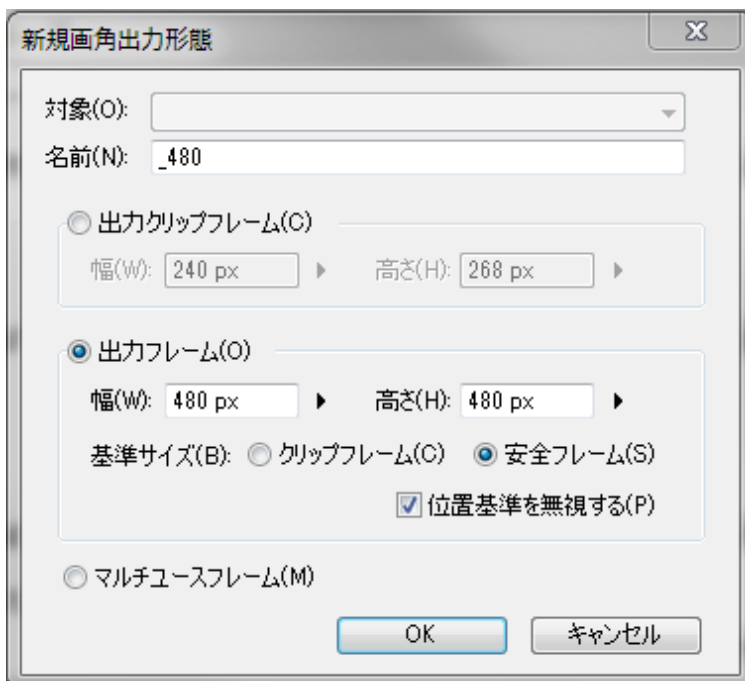 新規画角出力形態
対象(O):
名前(N): _480
出力クリップフレーム(C)
幅(W): 240 px 高さ(H): 268 px
出力フレーム(O)
幅(W): 480 px 高さ(H): 480 px
基準サイズ(B): クリップフレーム(C) 安全フレーム(S)
位置基準を無視する(P)
マルチユースフレーム(M)
OK キャンセル